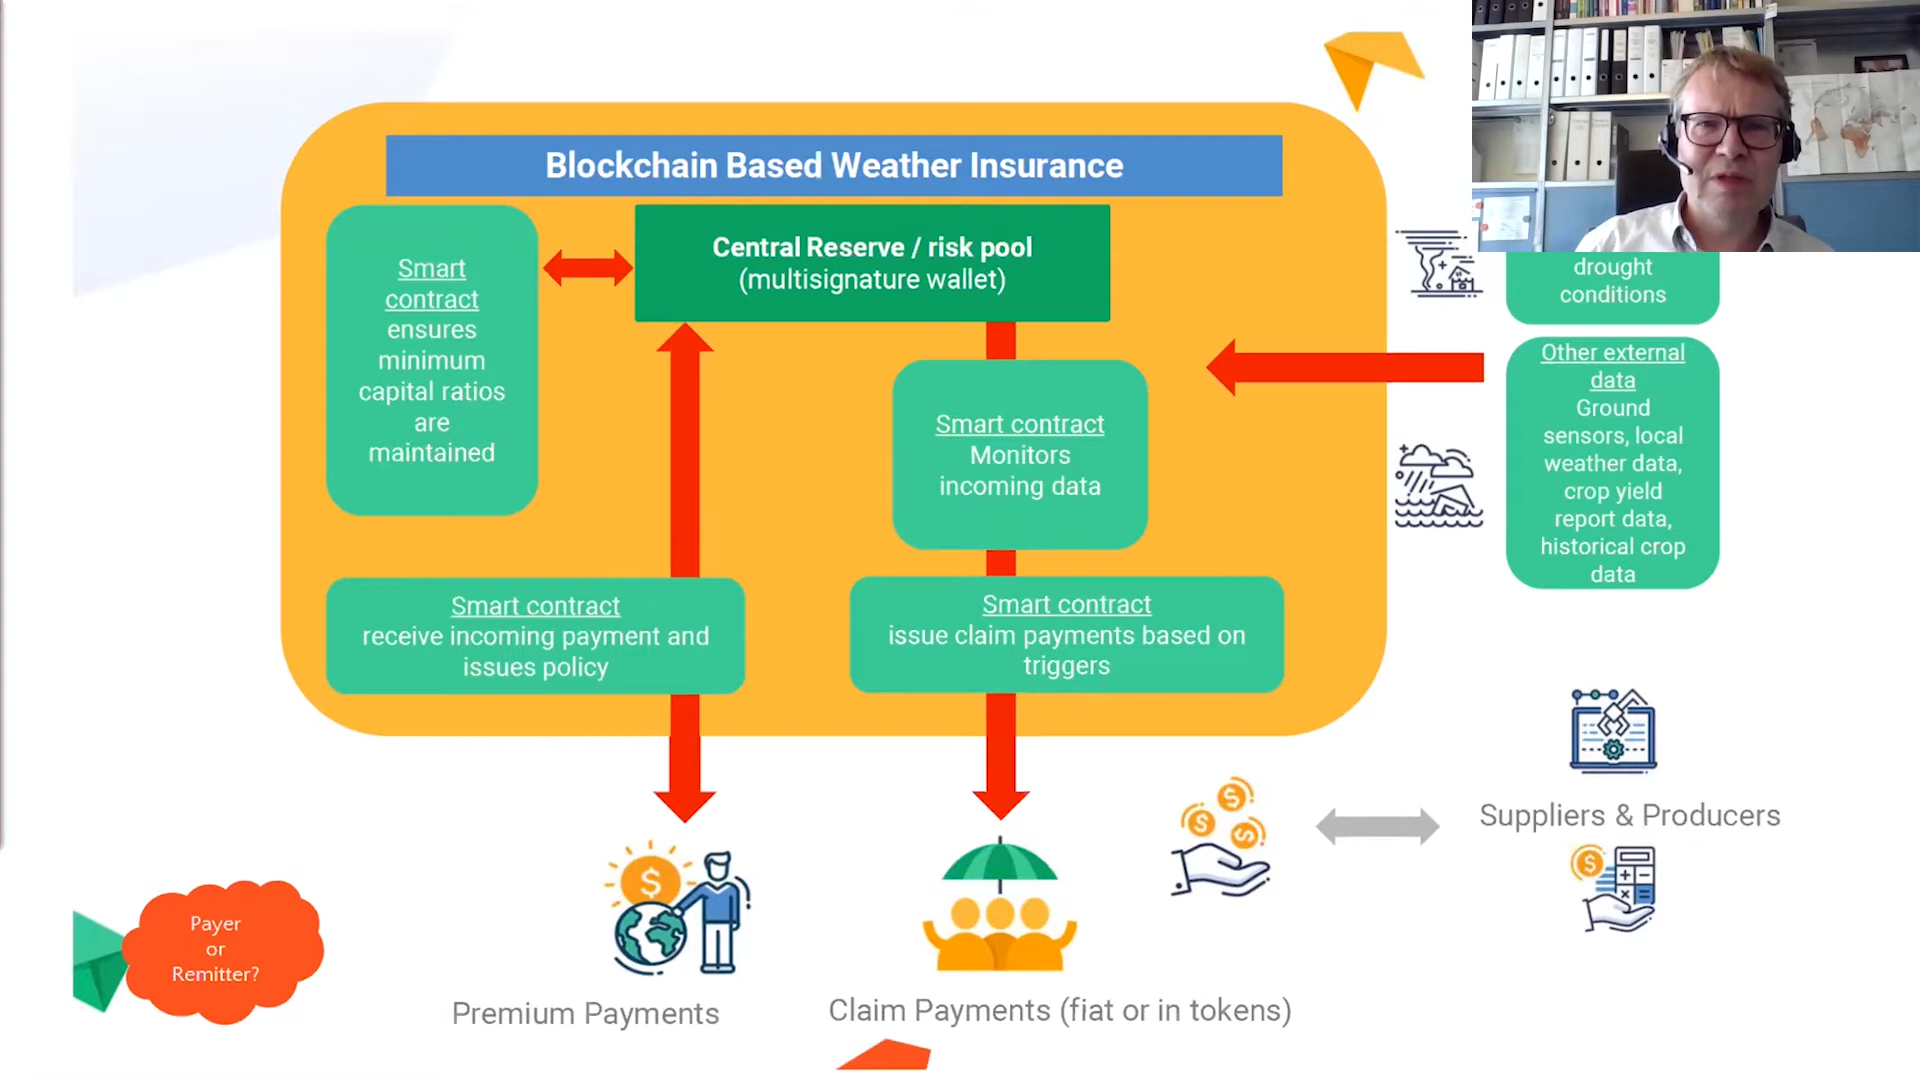 Blockchain Based Weather Insurance
Central Reserve / risk pool
(multisignature wallet)
Smart
contract
ensures
minimum
capital ratios
are
maintained
Smart contract
Monitors
incoming data
Smart contract
receive incoming payment and
issues policy
Smart contract
issue claim payments based on
triggers
drought
conditions
Other external
data
Ground
sensors, local
weather data,
crop yield
report data,
historical crop
data
Suppliers & Producers
Payer
or
Remitter?
Premium Payments
Claim Payments (fiat or in tokens)